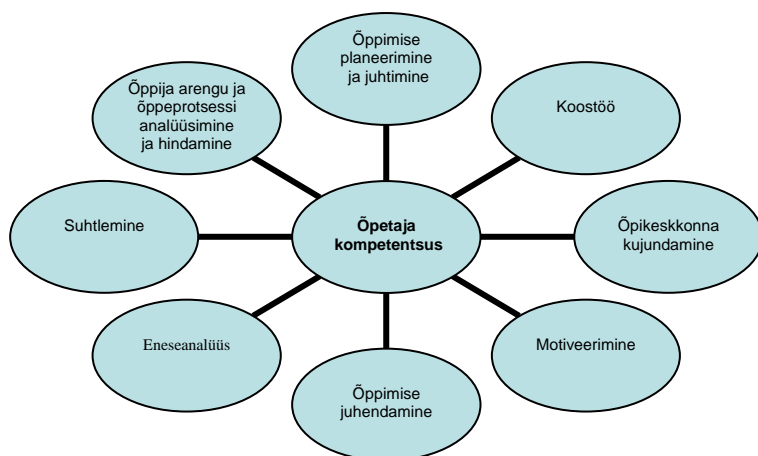 Õppimise
planeerimine
ja juhtimine
Õppija arengu ja
õppeprotsessi
analüüsimine
ja hindamine
Koostöö
Suhtlemine
Õpetaja
kompetentsus
Õpikeskkonna
kujundamine
Eneseanalüüs
Motiveerimine
Õppimise
juhendamine